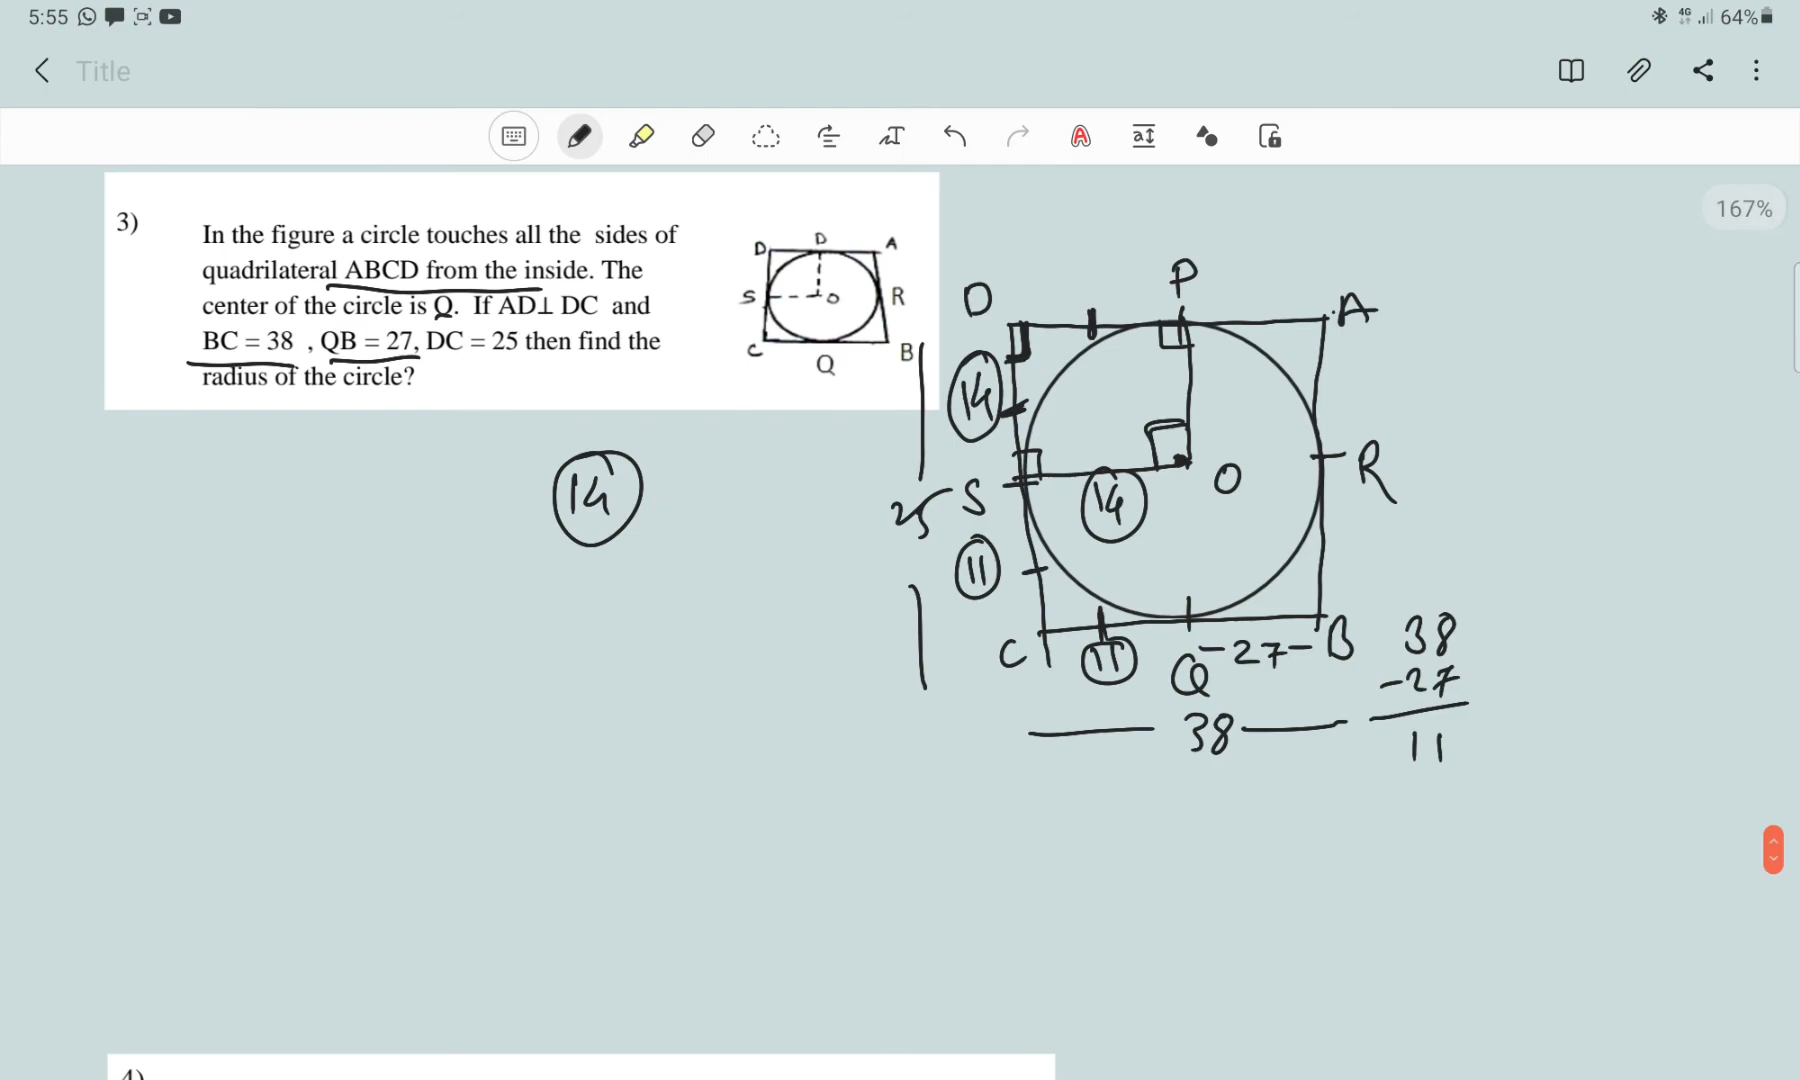 5:55
4G 64%
Title
167%
3)
In the figure a circle touches all the sides of
quadrilateral ABCD from the inside. The
center of the circle is Q. If AD⊥ DC and
BC = 38 , QB = 27, DC = 25 then find the
radius of the circle?
D D A
S O R
C Q B
14
D P A
14
25 S 14 O R
11
C 11 Q -27- B
38
38
-27
11
4)